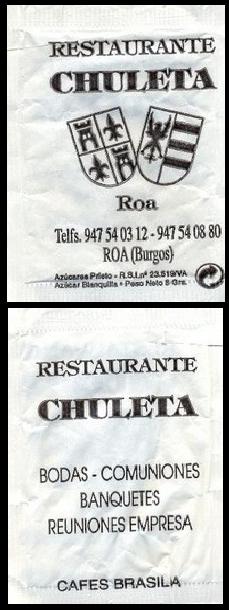 RESTAURANTE
CHULETA
Roa
Telfs. 947 54 03 12 - 947 54 08 80
ROA (Burgos)
Azúcares Prieto - R.S.I. nº 23.519/VA
Azúcar Blanquilla - Peso Neto 8 Grs.
RESTAURANTE
CHULETA
BODAS - COMUNIONES
BANQUETES
REUNIONES EMPRESA
CAFES BRASILA